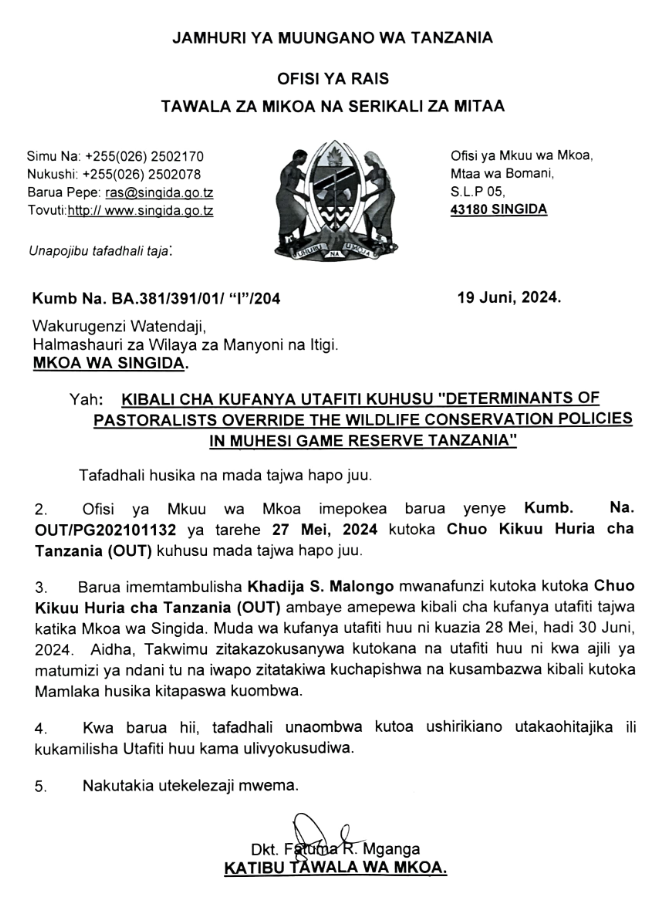 JAMHURI YA MUUNGANO WA TANZANIA
OFISI YA RAIS
TAWALA ZA MIKOA NA SERIKALI ZA MITAA
Simu Na: +255(026) 2502170
Nukushi: +255(026) 2502078
Barua Pepe: ras@singida.go.tz
Tovuti:http:// www.singida.go.tz
Ofisi ya Mkuu wa Mkoa,
Mtaa wa Bomani,
S.L.P 05,
43180 SINGIDA
UHURU NA UMOJA
Unapojibu tafadhali taja:
Kumb Na. BA.381/391/01/ “I”/204
19 Juni, 2024.
Wakurugenzi Watendaji,
Halmashauri za Wilaya za Manyoni na Itigi.
MKOA WA SINGIDA.
Yah: KIBALI CHA KUFANYA UTAFITI KUHUSU "DETERMINANTS OF
PASTORALISTS OVERRIDE THE WILDLIFE CONSERVATION POLICIES
IN MUHESI GAME RESERVE TANZANIA"
Tafadhali husika na mada tajwa hapo juu.
2. Ofisi ya Mkuu wa Mkoa imepokea barua yenye Kumb. Na.
OUT/PG202101132 ya tarehe 27 Mei, 2024 kutoka Chuo Kikuu Huria cha
Tanzania (OUT) kuhusu mada tajwa hapo juu.
3. Barua imemtambulisha Khadija S. Malongo mwanafunzi kutoka kutoka Chuo
Kikuu Huria cha Tanzania (OUT) ambaye amepewa kibali cha kufanya utafiti tajwa
katika Mkoa wa Singida. Muda wa kufanya utafiti huu ni kuazia 28 Mei, hadi 30 Juni,
2024. Aidha, Takwimu zitakazokusanywa kutokana na utafiti huu ni kwa ajili ya
matumizi ya ndani tu na iwapo zitatakiwa kuchapishwa na kusambazwa kibali kutoka
Mamlaka husika kitapaswa kuombwa.
4. Kwa barua hii, tafadhali unaombwa kutoa ushirikiano utakaohitajika ili
kukamilisha Utafiti huu kama ulivyokusudiwa.
5. Nakutakia utekelezaji mwema.
Dkt. Fatuma R. Mganga
KATIBU TAWALA WA MKOA.